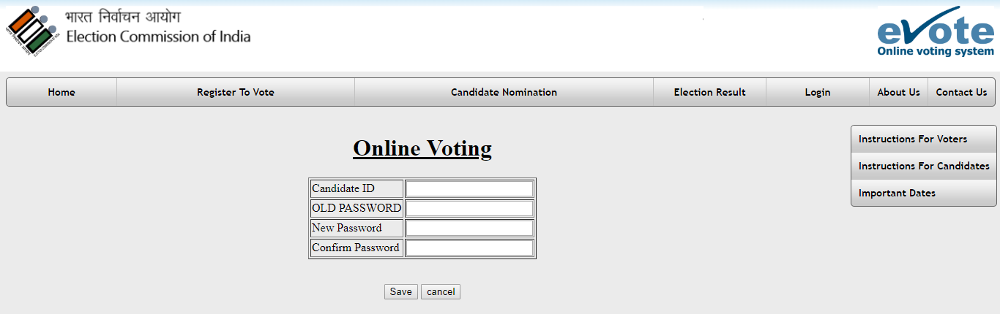 भारत निर्वाचन आयोग
Election Commission of India
eVote
Online voting system
Home Register To Vote Candidate Nomination Election Result Login About Us Contact Us
Instructions For Voters
Instructions For Candidates
Important Dates
Online Voting
Candidate ID
OLD PASSWORD
New Password
Confirm Password
Save cancel